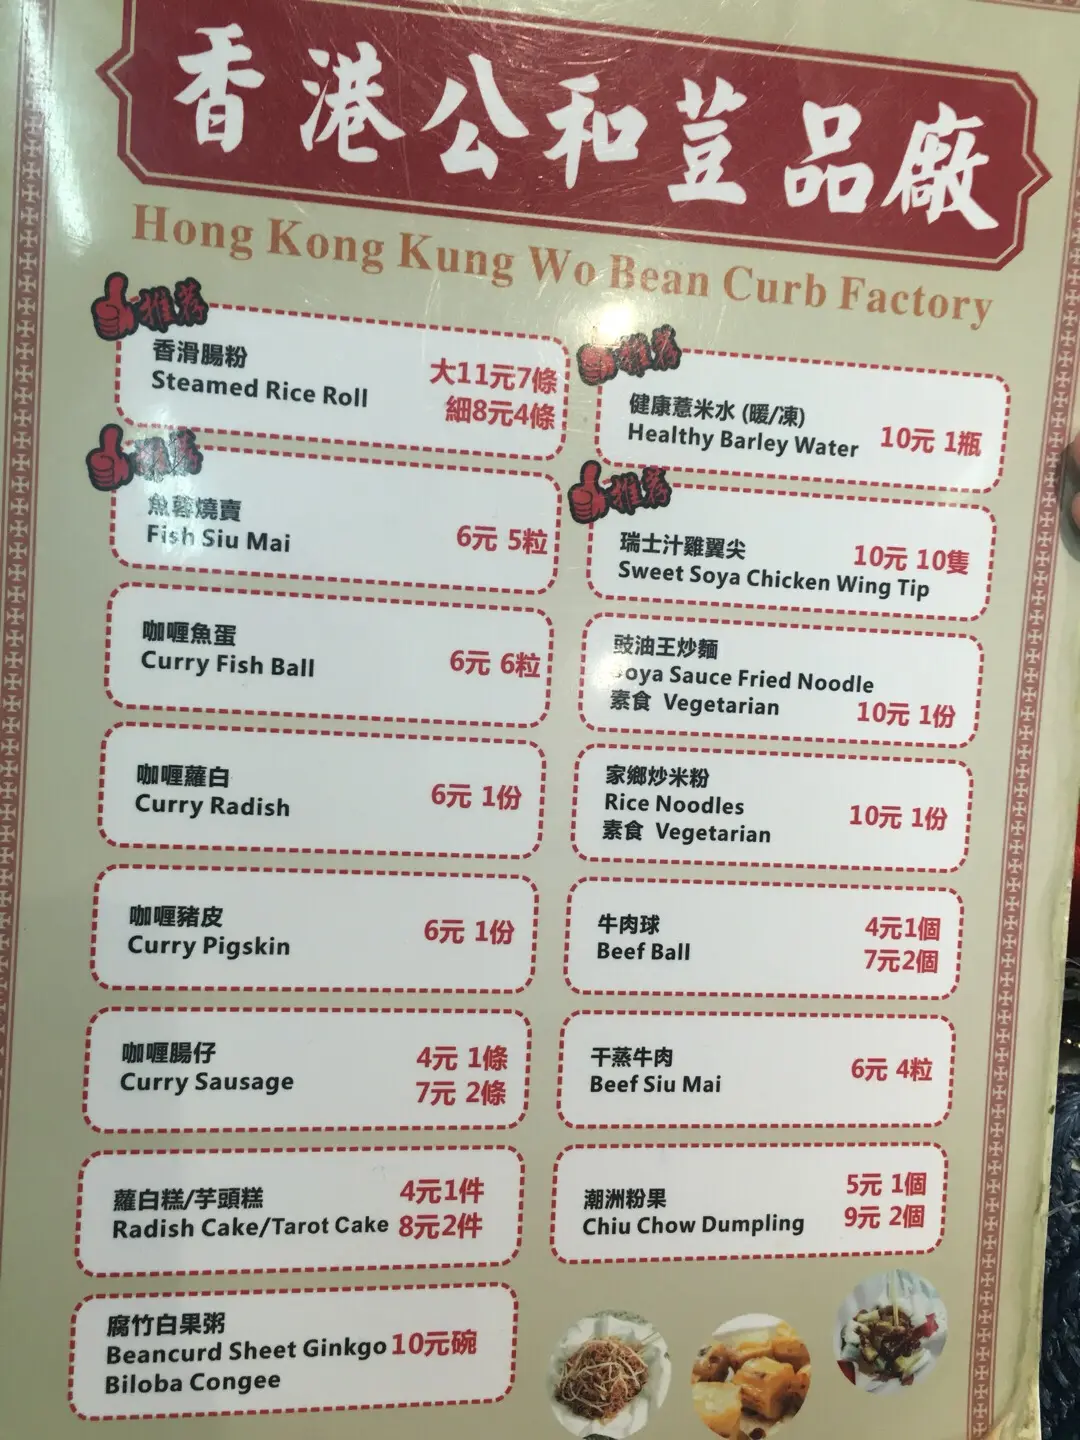 香港公和荳品廠
Hong Kong Kung Wo Bean Curb Factory
推荐
香滑腸粉
Steamed Rice Roll
大11元7條
細8元4條
推荐
魚蓉燒賣
Fish Siu Mai
6元 5粒
咖喱魚蛋
Curry Fish Ball
6元 6粒
咖喱蘿白
Curry Radish
6元 1份
咖喱豬皮
Curry Pigskin
6元 1份
咖喱腸仔
Curry Sausage
4元 1條
7元 2條
蘿白糕/芋頭糕
Radish Cake/Tarot Cake
4元1件
8元2件
腐竹白果粥
Beancurd Sheet Ginkgo
Biloba Congee
10元碗
推荐
健康薏米水 (暖/凍)
Healthy Barley Water
10元 1瓶
推荐
瑞士汁雞翼尖
Sweet Soya Chicken Wing Tip
10元 10隻
豉油王炒麵
Soya Sauce Fried Noodle
素食 Vegetarian
10元 1份
家鄉炒米粉
Rice Noodles
素食 Vegetarian
10元 1份
牛肉球
Beef Ball
4元1個
7元2個
干蒸牛肉
Beef Siu Mai
6元 4粒
潮洲粉果
Chiu Chow Dumpling
5元 1個
9元 2個